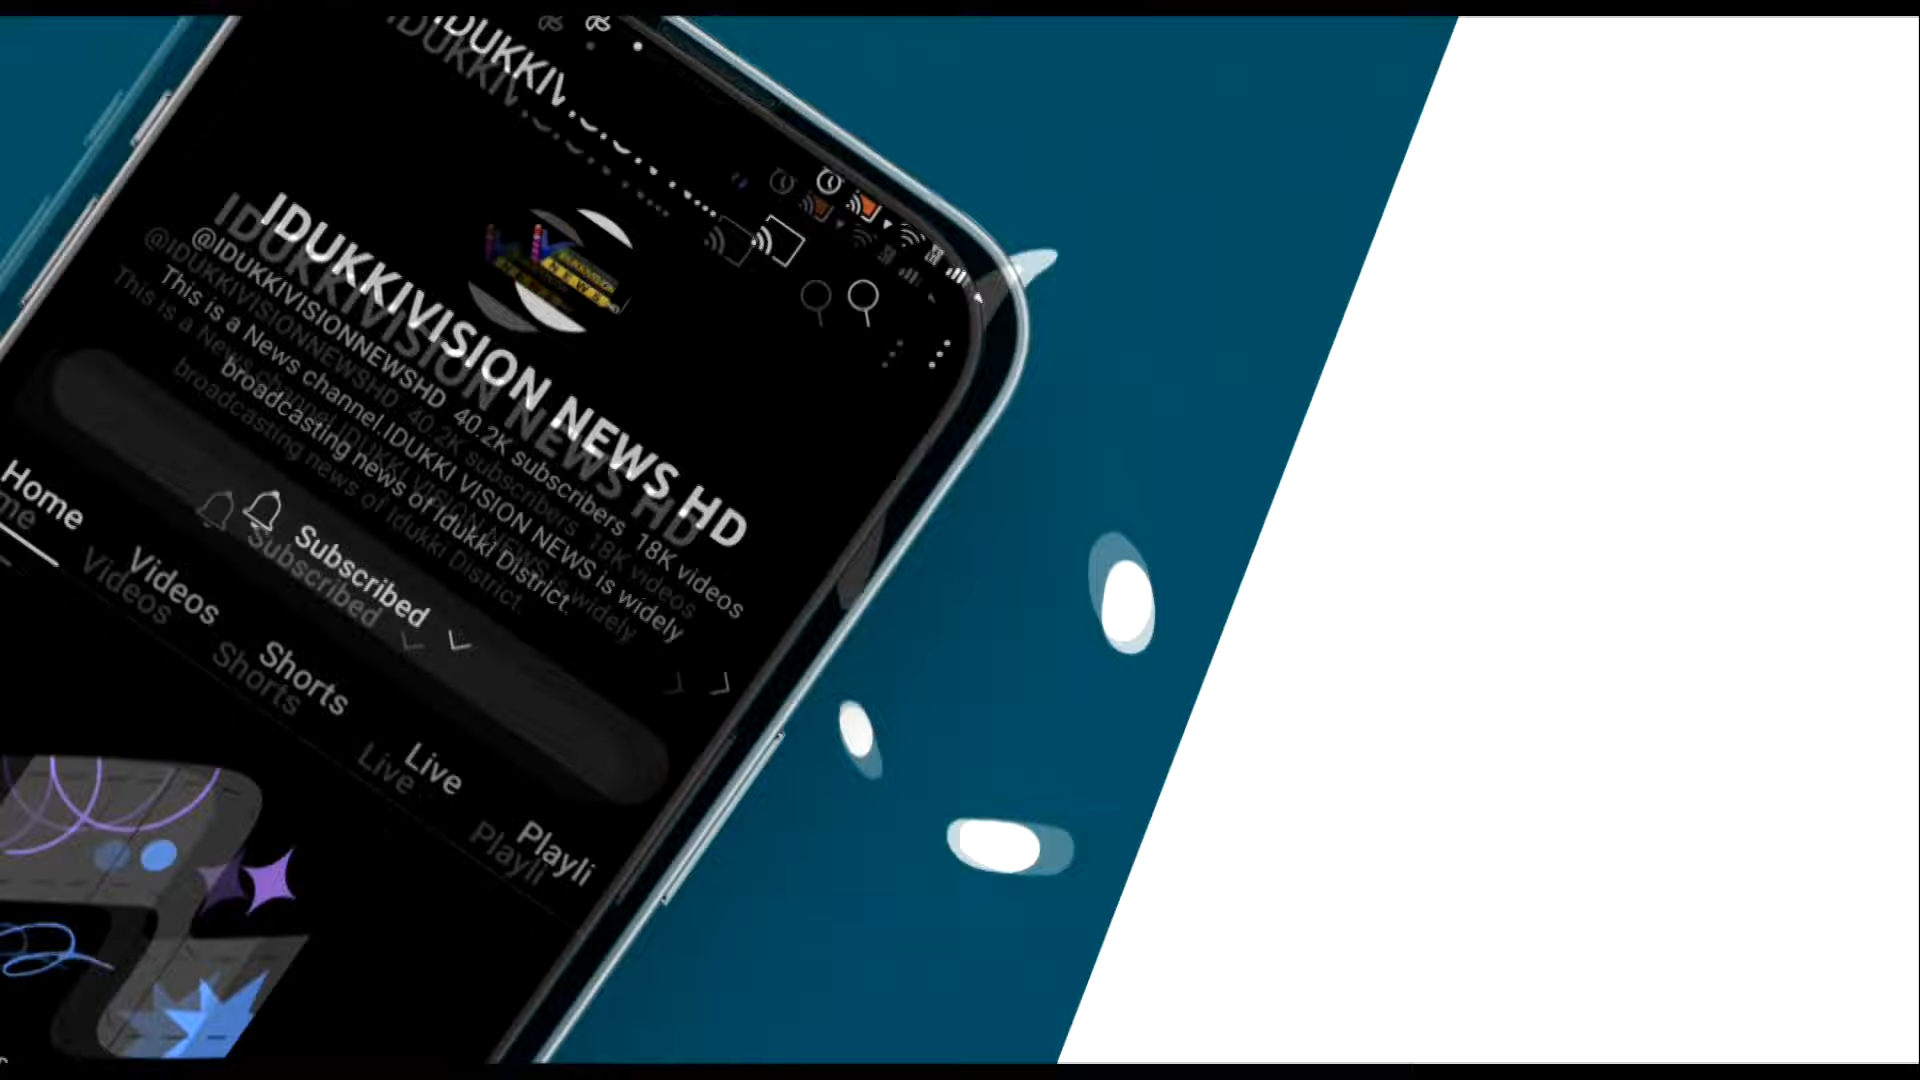 IDUKKIV
IDUKKIVISION NEWS HD
@IDUKKIVISIONNEWSHD 40.2K subscribers 18K videos
This is a News channel.IDUKKI VISION NEWS is widely
broadcasting news of Idukki District.
Subscribed
Home Videos Shorts Live Playli